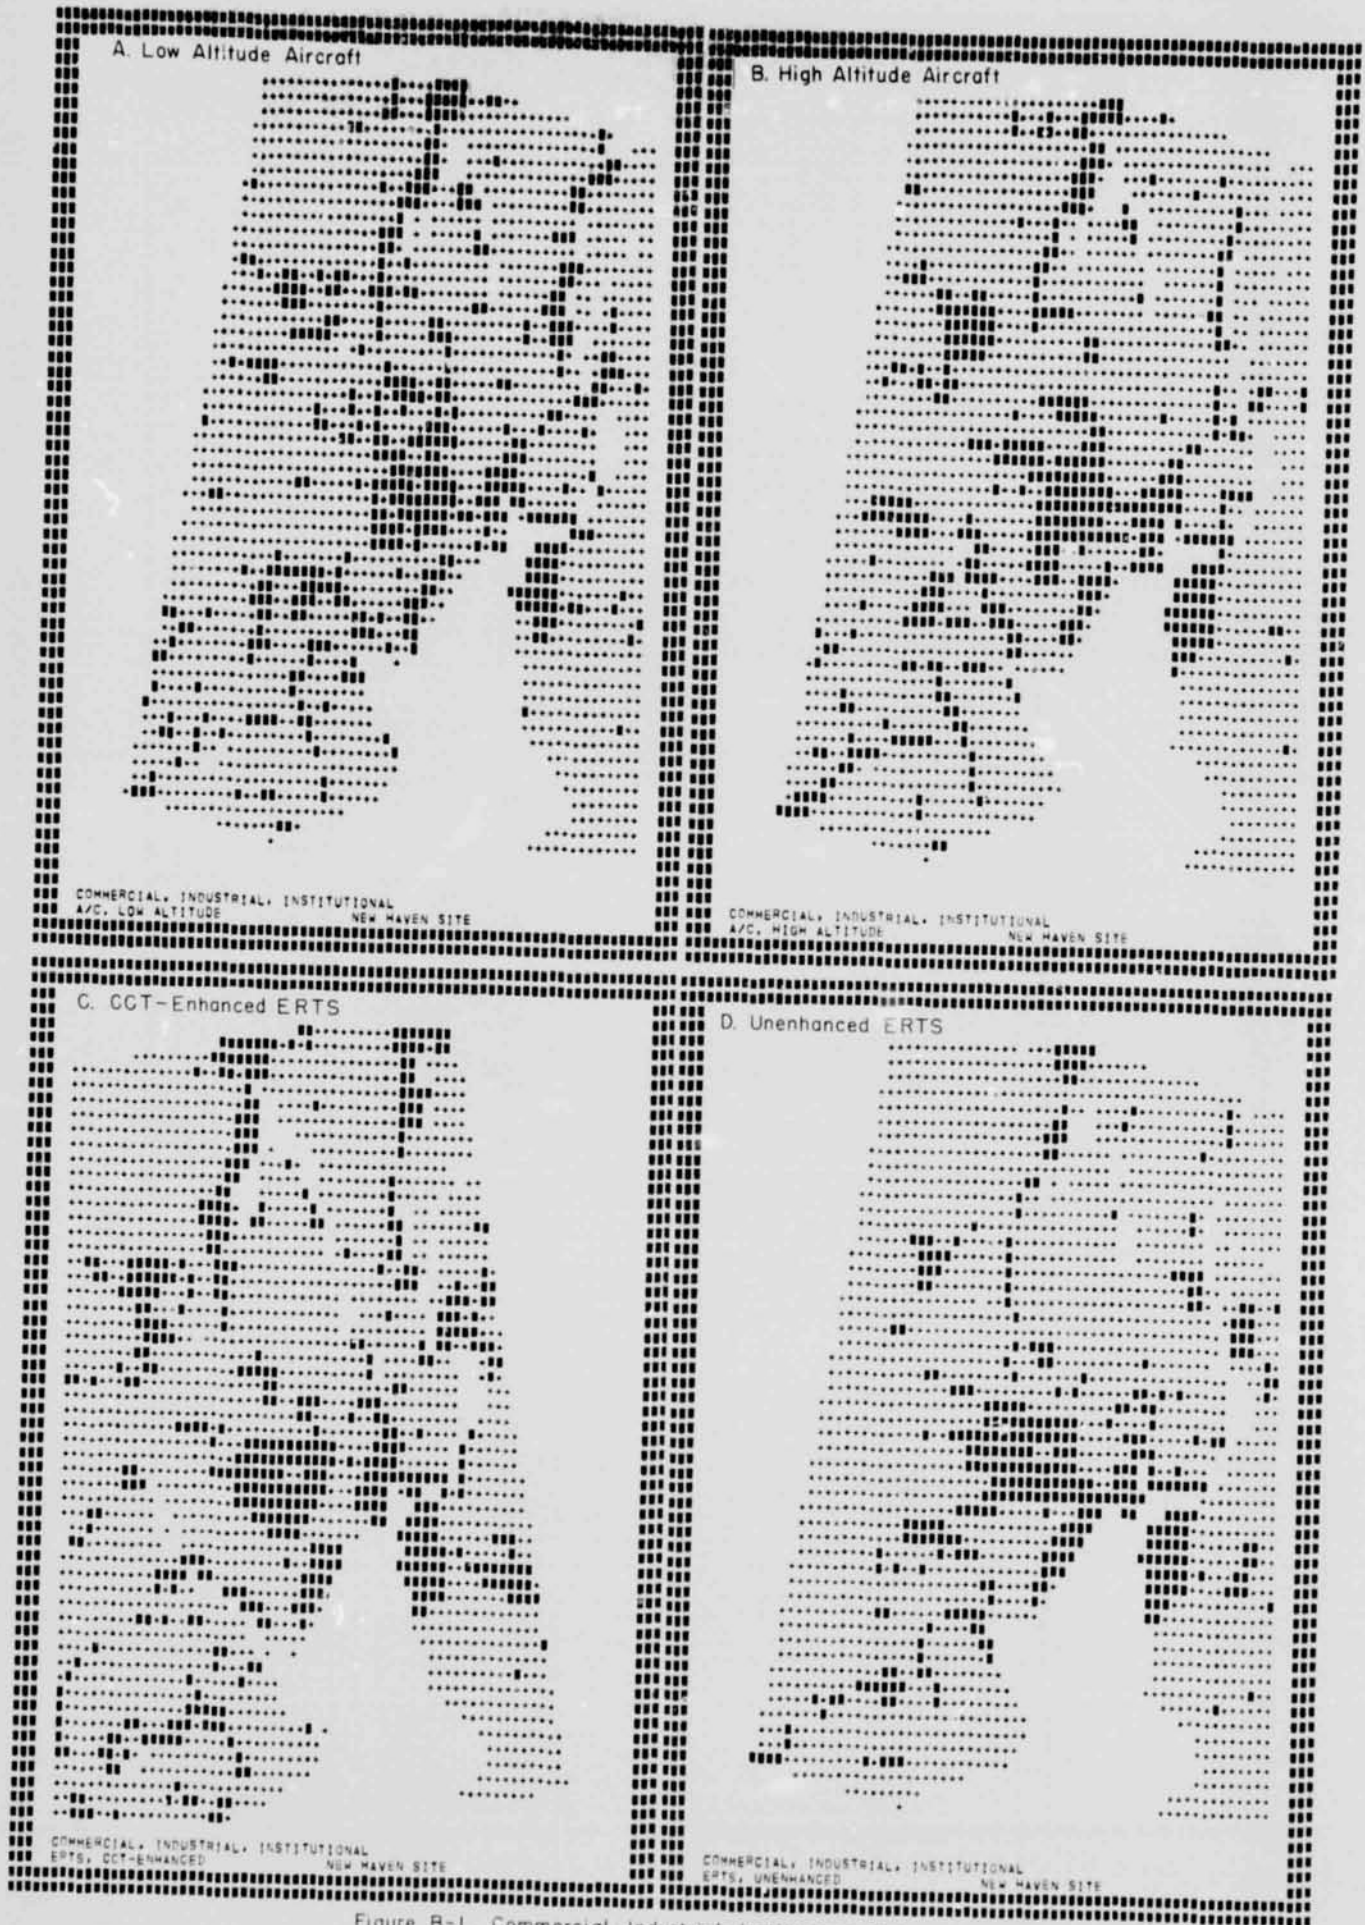 A. Low Altitude Aircraft
B. High Altitude Aircraft
COMMERCIAL, INDUSTRIAL, INSTITUTIONAL
A/C, LOW ALTITUDE NEW HAVEN SITE
COMMERCIAL, INDUSTRIAL, INSTITUTIONAL
A/C, HIGH ALTITUDE NEW HAVEN SITE
C. CCT-Enhanced ERTS
D. Unenhanced ERTS
COMMERCIAL, INDUSTRIAL, INSTITUTIONAL
ERTS, CCT-ENHANCED NEW HAVEN SITE
COMMERCIAL, INDUSTRIAL, INSTITUTIONAL
ERTS, UNENHANCED NEW HAVEN SITE
Figure B-1. Commercial, Industrial,